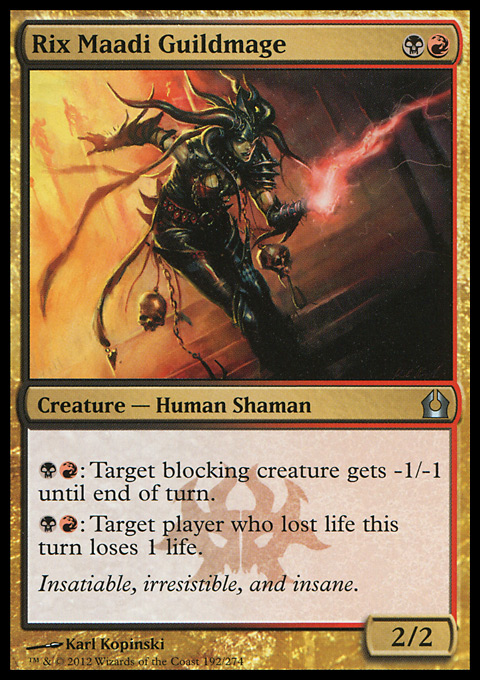 Rix Maadi Guildmage
Creature — Human Shaman
: Target blocking creature gets -1/-1
until end of turn.
: Target player who lost life this
turn loses 1 life.
Insatiable, irresistible, and insane.
Karl Kopinski
2/2
™ & © 2012 Wizards of the Coast 192/274